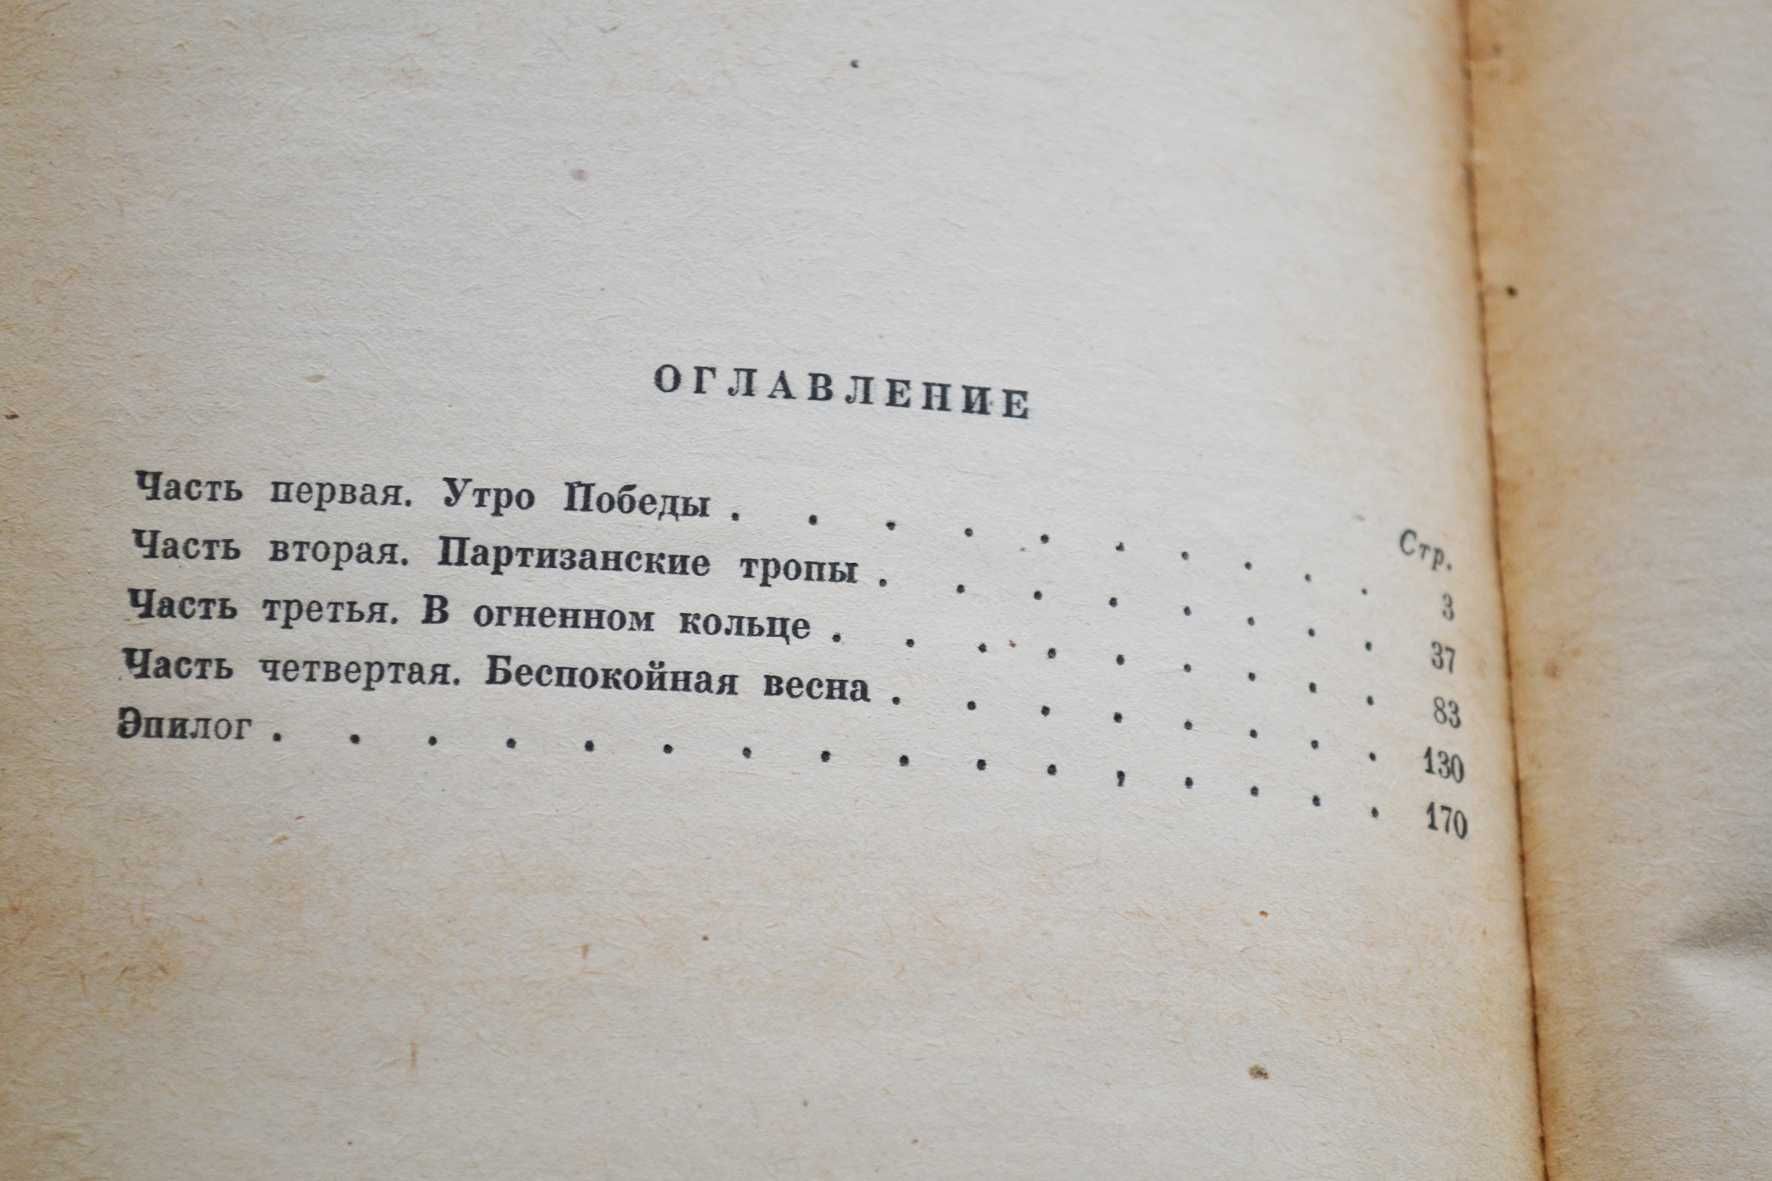 ОГЛАВЛЕНИЕ
Стр.
Часть первая. Утро Победы . . . . . . . . . . 3
Часть вторая. Партизанские тропы . . . . . . . . 37
Часть третья. В огненном кольце . . . . . . . . . 83
Часть четвертая. Беспокойная весна . . . . . . . . 130
Эпилог . . . . . . . . . . . , . . . . 170